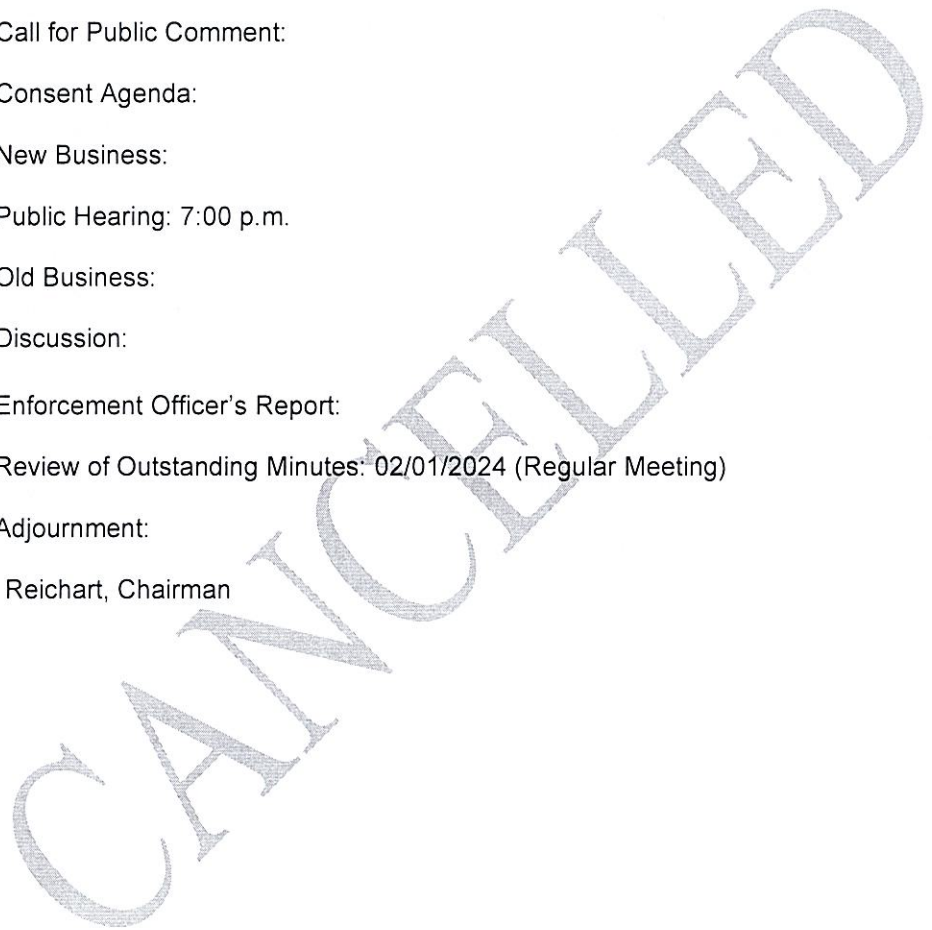 Call for Public Comment:
Consent Agenda:
New Business:
Public Hearing: 7:00 p.m.
Old Business:
Discussion:
Enforcement Officer's Report:
Review of Outstanding Minutes: 02/01/2024 (Regular Meeting)
Adjournment:
Reichart, Chairman
CANCELLED